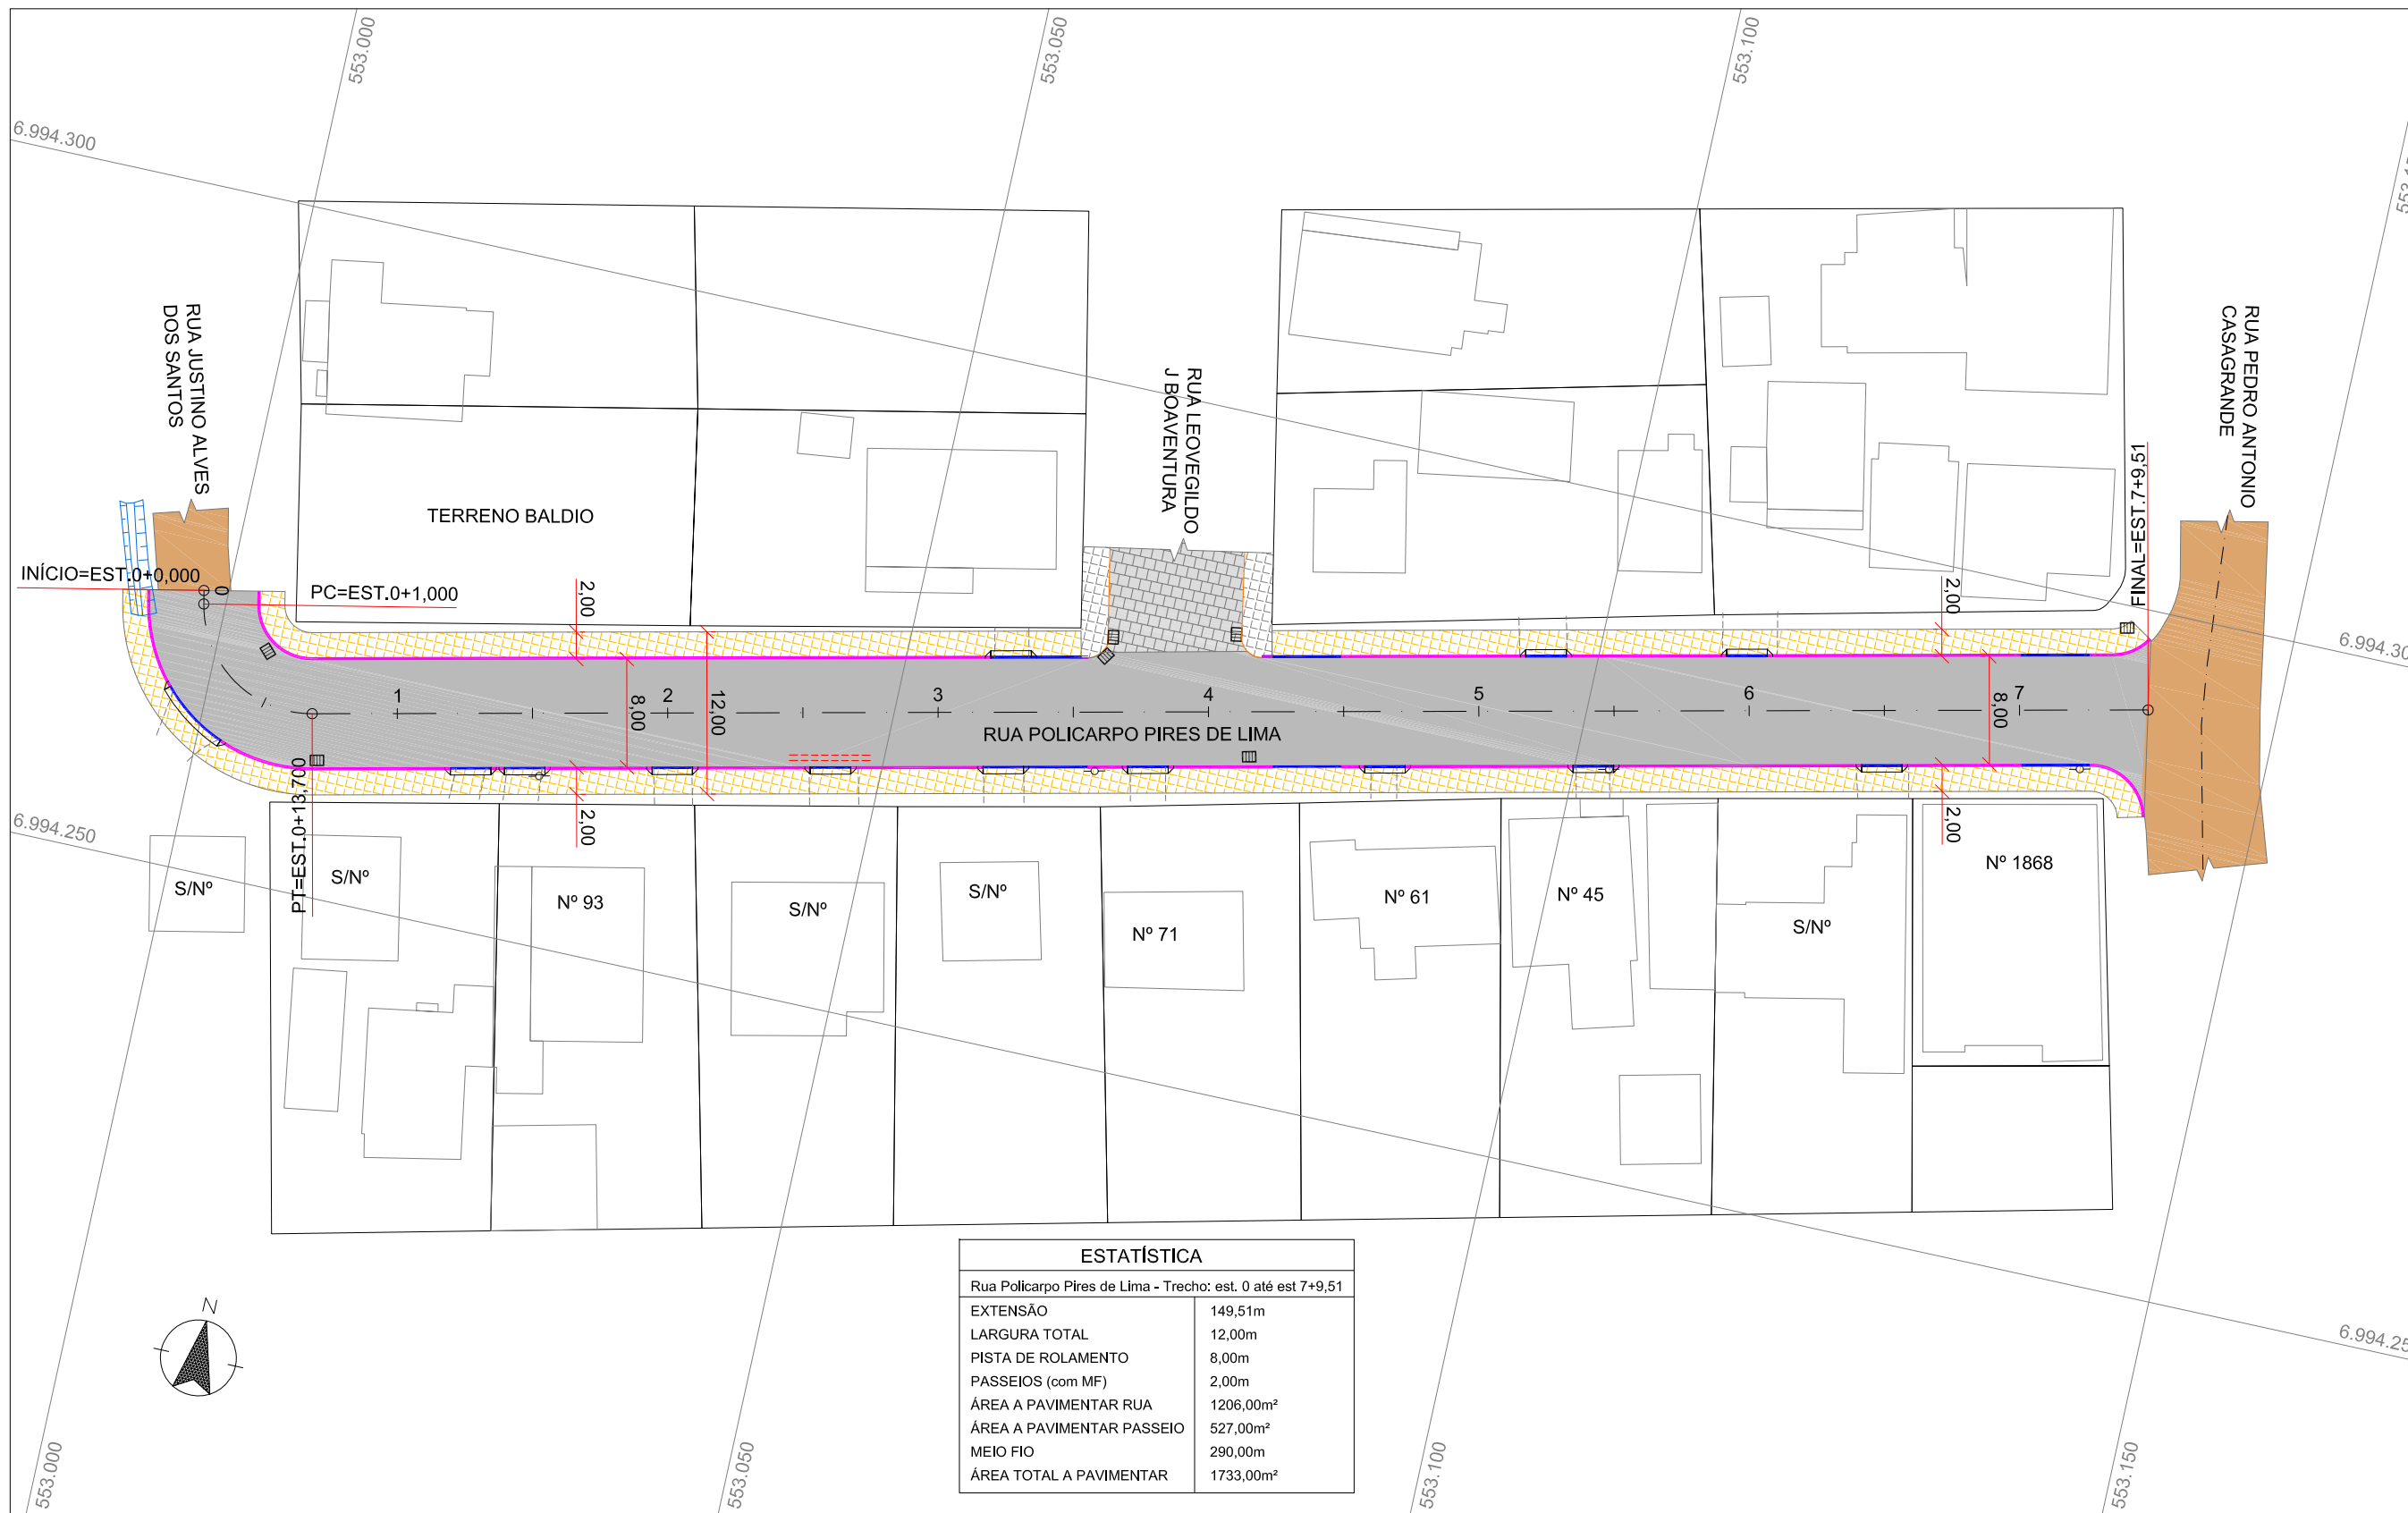 553.000
553.050
553.100
6.994.300
RUA JUSTINO ALVES
DOS SANTOS
RUA LEOVEGILDO
J BOAVENTURA
RUA PEDRO ANTONIO
CASAGRANDE
TERRENO BALDIO
INÍCIO=EST.0+0,000
0
PC=EST.0+1,000
2,00
2,00
FINAL=EST.7+9,51
6.994.30
1
2
3
4
5
6
7
8,00
12,00
8,00
RUA POLICARPO PIRES DE LIMA
PT=EST.0+13,700
2,00
2,00
6.994.250
S/Nº
S/Nº
Nº 93
S/Nº
S/Nº
Nº 71
Nº 61
Nº 45
S/Nº
Nº 1868
ESTATÍSTICA
Rua Policarpo Pires de Lima - Trecho: est. 0 até est 7+9,51
EXTENSÃO 149,51m
LARGURA TOTAL 12,00m
PISTA DE ROLAMENTO 8,00m
PASSEIOS (com MF) 2,00m
ÁREA A PAVIMENTAR RUA 1206,00m²
ÁREA A PAVIMENTAR PASSEIO 527,00m²
MEIO FIO 290,00m
ÁREA TOTAL A PAVIMENTAR 1733,00m²
N
6.994.25
553.000
553.050
553.100
553.150